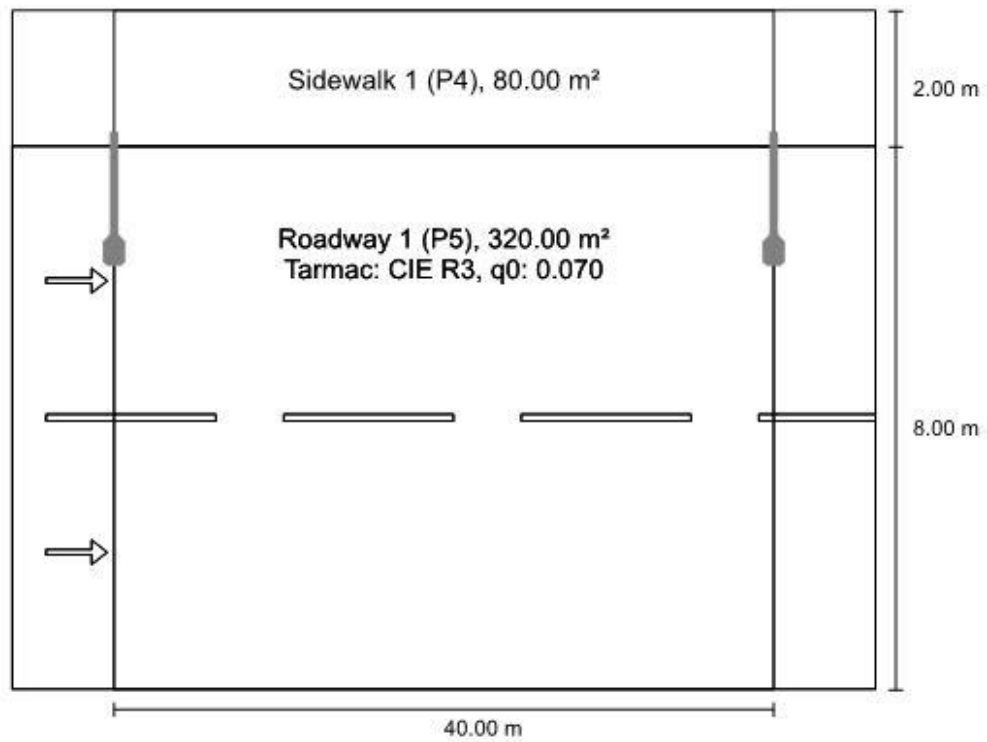 Sidewalk 1 (P4), 80.00 m²
2.00 m
Roadway 1 (P5), 320.00 m²
Tarmac: CIE R3, q0: 0.070
8.00 m
40.00 m